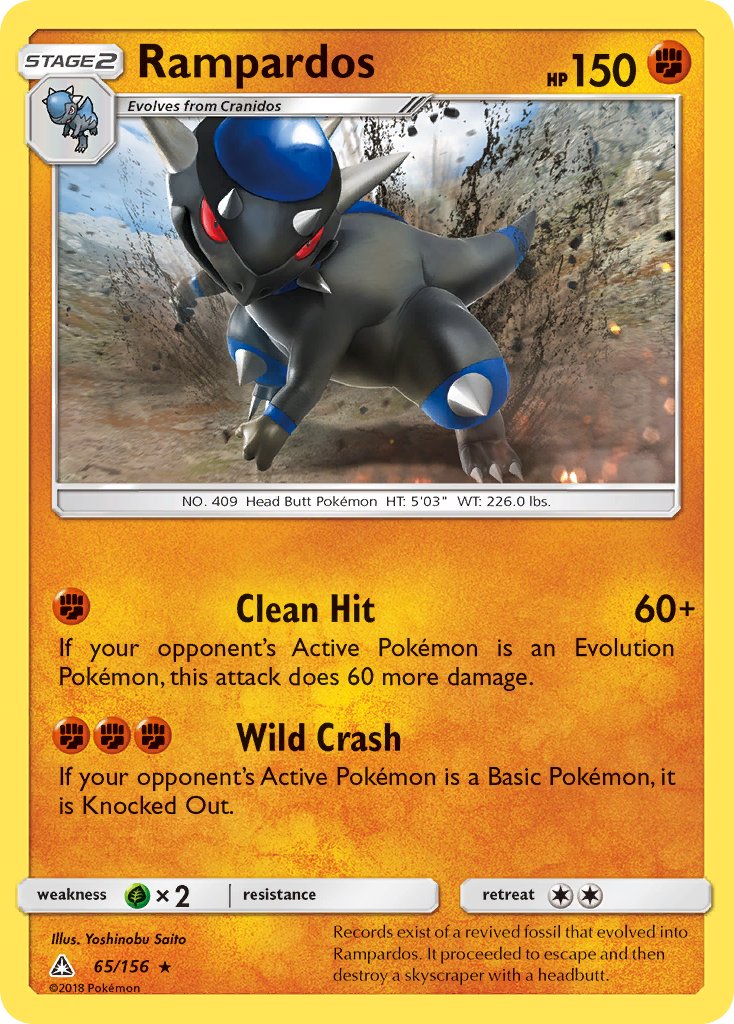 STAGE2
Rampardos
HP 150
Evolves from Cranidos
NO. 409 Head Butt Pokémon HT: 5'03" WT: 226.0 lbs.
Clean Hit 60+
If your opponent's Active Pokémon is an Evolution
Pokémon, this attack does 60 more damage.
Wild Crash
If your opponent's Active Pokémon is a Basic Pokémon, it
is Knocked Out.
weakness ×2 resistance retreat
Illus. Yoshinobu Saito
65/156 ★
©2018 Pokémon
Records exist of a revived fossil that evolved into
Rampardos. It proceeded to escape and then
destroy a skyscraper with a headbutt.